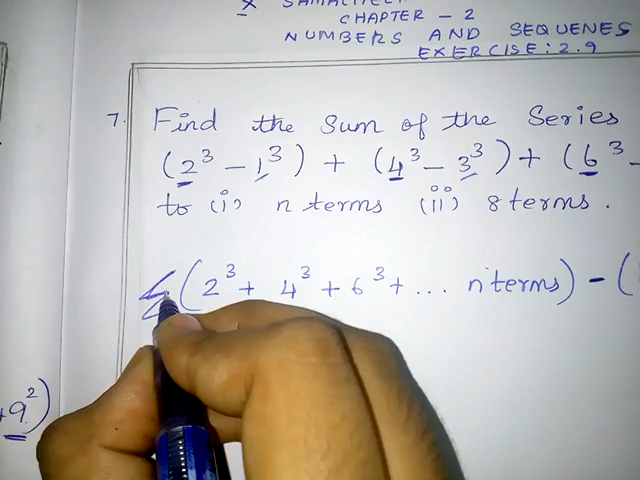 CHAPTER - 2
NUMBERS AND SEQUENES
EXERCISE: 2.9
7. Find the Sum of the Series
(2³ - 1³) + (4³ - 3³) + (6³ -
to (i) n terms (ii) 8 terms.
(2³ + 4³ + 6³ + ... n terms) - (
+9²)